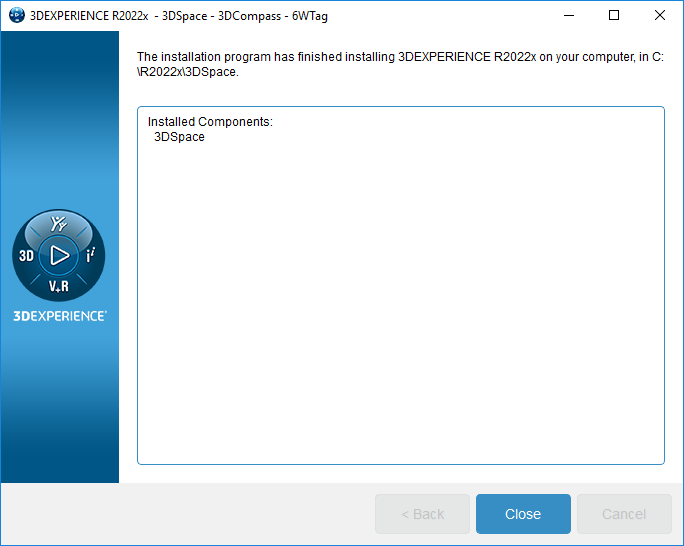 3DEXPERIENCE R2022x - 3DSpace - 3DCompass - 6WTag
The installation program has finished installing 3DEXPERIENCE R2022x on your computer, in C:
\R2022x\3DSpace.
Installed Components:
3DSpace
3D
i²
V+R
3DEXPERIENCE
< Back
Close
Cancel